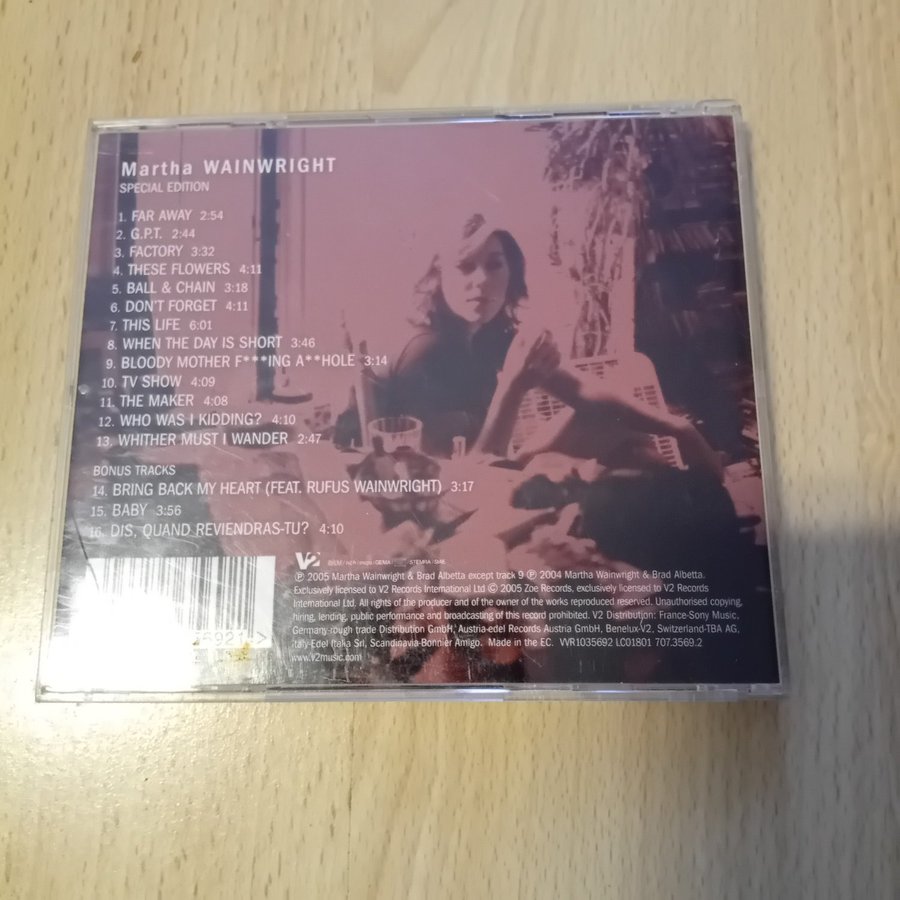 Martha WAINWRIGHT
SPECIAL EDITION
1. FAR AWAY 2:54
2. G.P.T. 2:44
3. FACTORY 3:32
4. THESE FLOWERS 4:11
5. BALL & CHAIN 3:18
6. DON'T FORGET 4:11
7. THIS LIFE 6:01
8. WHEN THE DAY IS SHORT 3:46
9. BLOODY MOTHER F***ING A**HOLE 3:14
10. TV SHOW 4:09
11. THE MAKER 4:08
12. WHO WAS I KIDDING? 4:10
13. WHITHER MUST I WANDER 2:47
BONUS TRACKS
14. BRING BACK MY HEART (FEAT. RUFUS WAINWRIGHT) 3:17
15. BABY 3:56
16. DIS, QUAND REVIENDRAS-TU? 4:10
V2
℗ 2005 Martha Wainwright & Brad Albetta except track 9 ℗ 2004 Martha Wainwright & Brad Albetta.
Exclusively licensed to V2 Records International Ltd © 2005 Zoe Records, exclusively licensed to V2 Records
International Ltd. All rights of the producer and of the owner of the works reproduced reserved. Unauthorised copying,
hiring, lending, public performance and broadcasting of this record prohibited. V2 Distribution: France-Sony Music,
Germany-rough trade Distribution GmbH, Austria-edel Records Austria GmbH, Benelux-V2, Switzerland-TBA AG,
Italy-Edel Italia Srl, Scandinavia-Bonnier Amigo. Made in the EC. VVR1035692 LC01801 707.3569.2
www.v2music.com